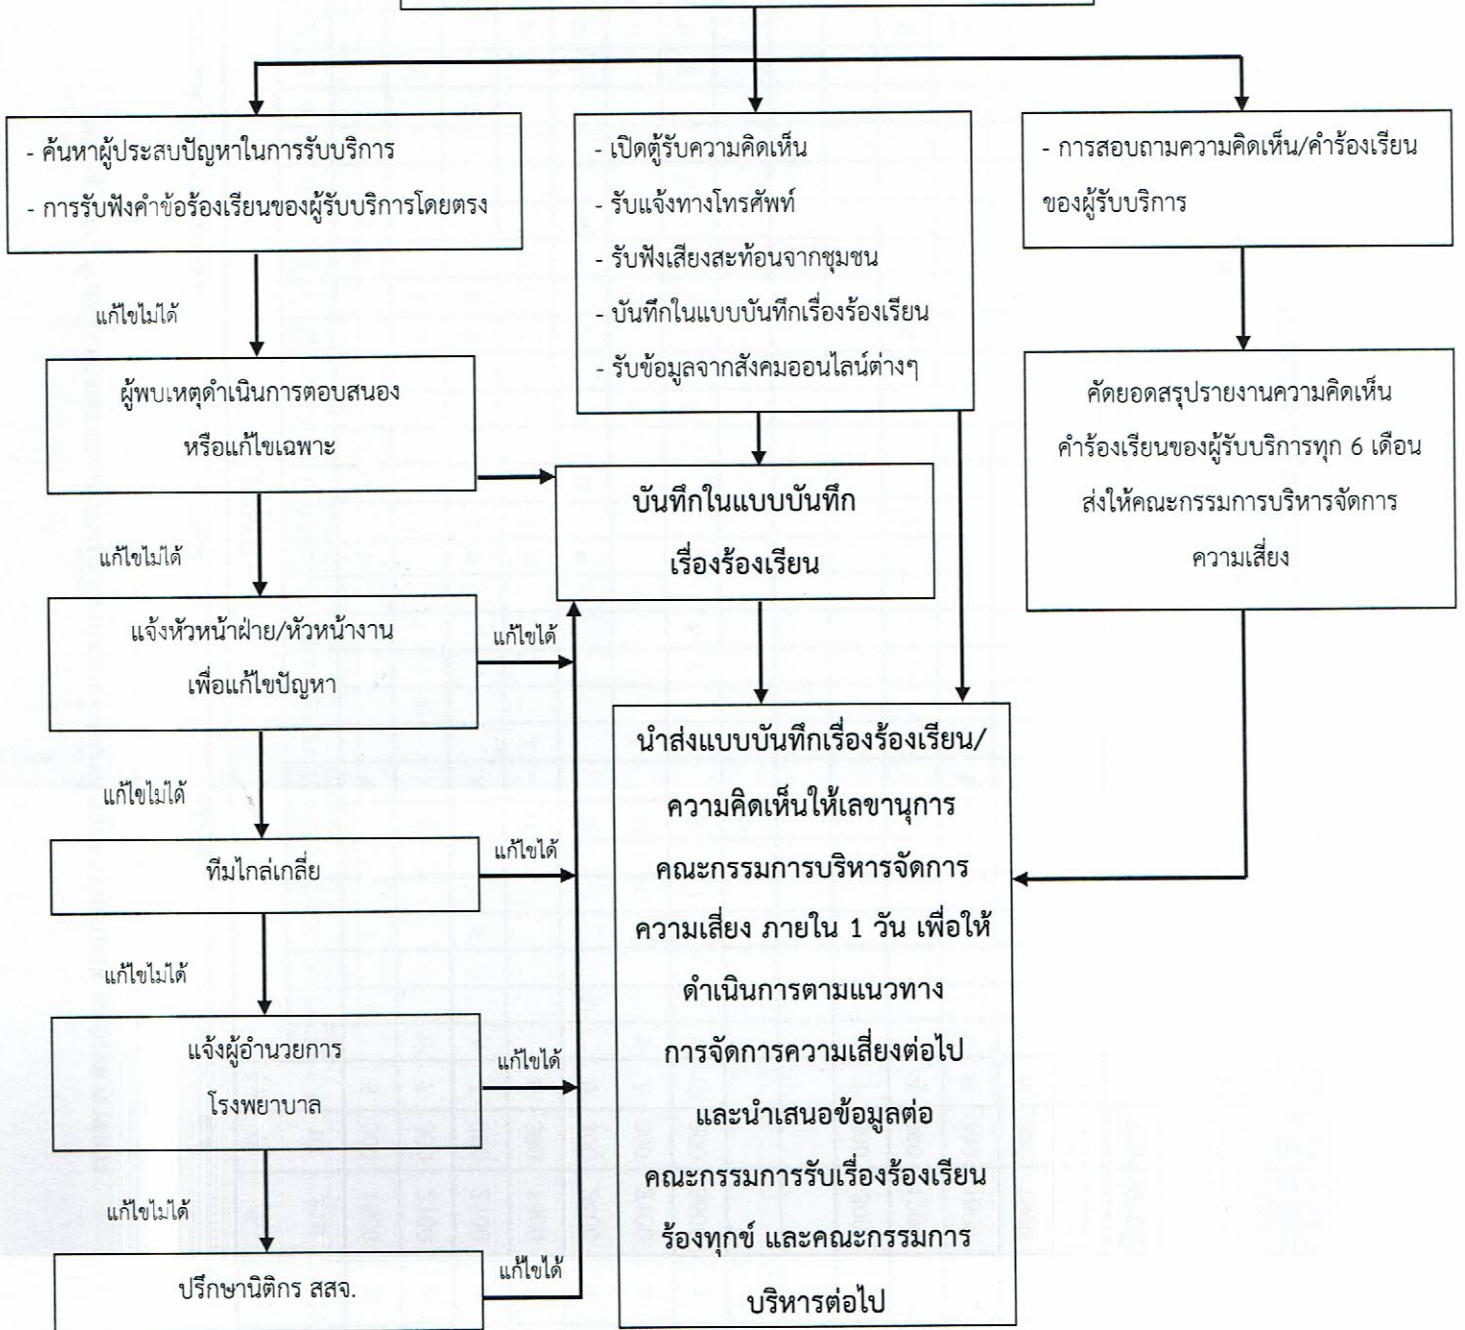 - ค้นหาผู้ประสบปัญหาในการรับบริการ
- การรับฟังคำข้อร้องเรียนของผู้รับบริการโดยตรง
- เปิดตู้รับความคิดเห็น
- รับแจ้งทางโทรศัพท์
- รับฟังเสียงสะท้อนจากชุมชน
- บันทึกในแบบบันทึกเรื่องร้องเรียน
- รับข้อมูลจากสังคมออนไลน์ต่างๆ
- การสอบถามความคิดเห็น/คำร้องเรียน
ของผู้รับบริการ
แก้ไขไม่ได้
ผู้พบเหตุดำเนินการตอบสนอง
หรือแก้ไขเฉพาะ
คัดยอดสรุปรายงานความคิดเห็น
คำร้องเรียนของผู้รับบริการทุก 6 เดือน
ส่งให้คณะกรรมการบริหารจัดการ
ความเสี่ยง
บันทึกในแบบบันทึก
เรื่องร้องเรียน
แก้ไขไม่ได้
แจ้งหัวหน้าฝ่าย/หัวหน้างาน
เพื่อแก้ไขปัญหา
แก้ไขได้
นำส่งแบบบันทึกเรื่องร้องเรียน/
ความคิดเห็นให้เลขานุการ
คณะกรรมการบริหารจัดการ
ความเสี่ยง ภายใน 1 วัน เพื่อให้
ดำเนินการตามแนวทาง
การจัดการความเสี่ยงต่อไป
และนำเสนอข้อมูลต่อ
คณะกรรมการรับเรื่องร้องเรียน
ร้องทุกข์ และคณะกรรมการ
บริหารต่อไป
แก้ไขไม่ได้
ทีมไกล่เกลี่ย
แก้ไขได้
แก้ไขไม่ได้
แจ้งผู้อำนวยการ
โรงพยาบาล
แก้ไขได้
แก้ไขไม่ได้
ปรึกษานิติกร สสจ.
แก้ไขได้